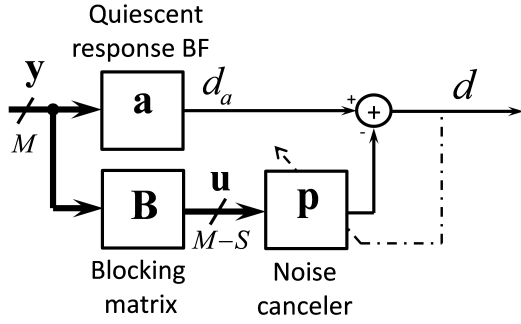 Quiescent
response BF
y
M
a
d_a
+
+
-
d
B
u
M−S
p
Blocking
matrix
Noise
canceler